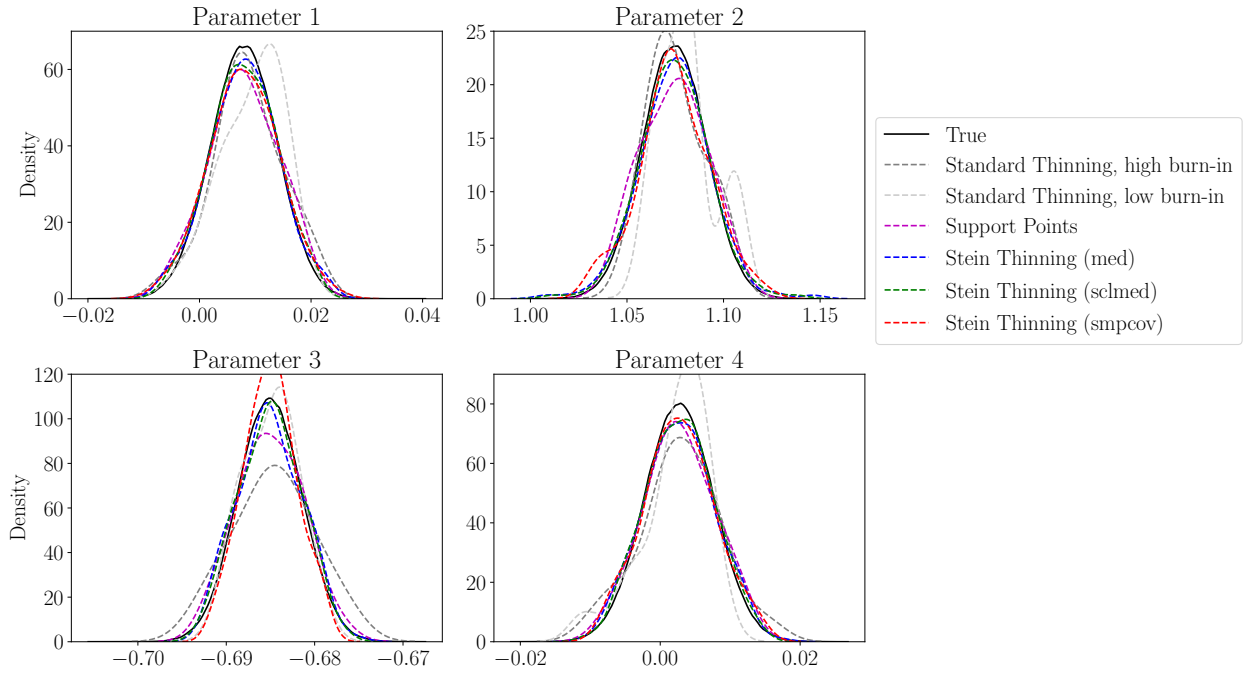 Parameter 1
Parameter 2
60
40
20
0
Density
−0.02
0.00
0.02
0.04
25
20
15
10
5
0
1.00
1.05
1.10
1.15
True
Standard Thinning, high burn-in
Standard Thinning, low burn-in
Support Points
Stein Thinning (med)
Stein Thinning (sclmed)
Stein Thinning (smpcov)
Parameter 3
Parameter 4
120
100
80
60
40
20
0
Density
−0.70
−0.69
−0.68
−0.67
80
60
40
20
0
−0.02
0.00
0.02